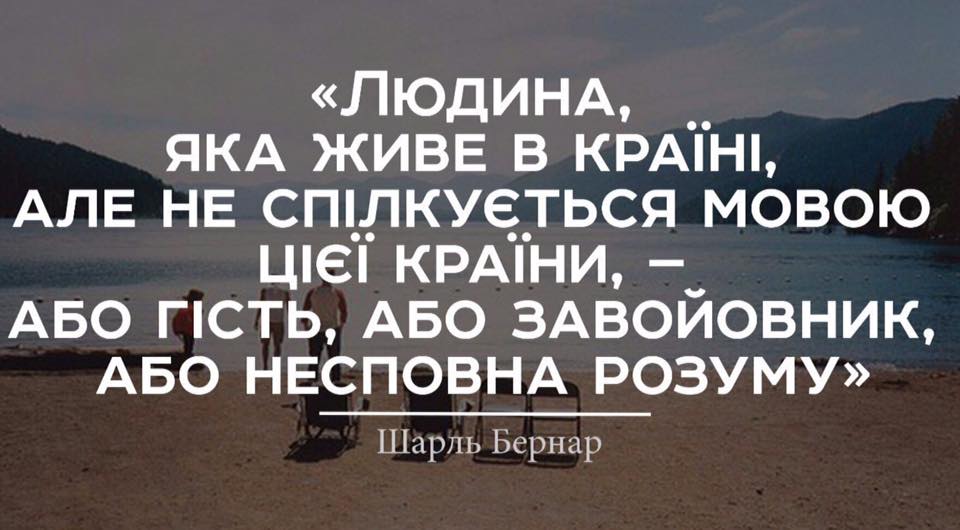 «Людина,
яка живе в країні,
але не спілкується мовою
цієї країни, –
або гість, або завойовник,
або несповна розуму»
Шарль Бернар